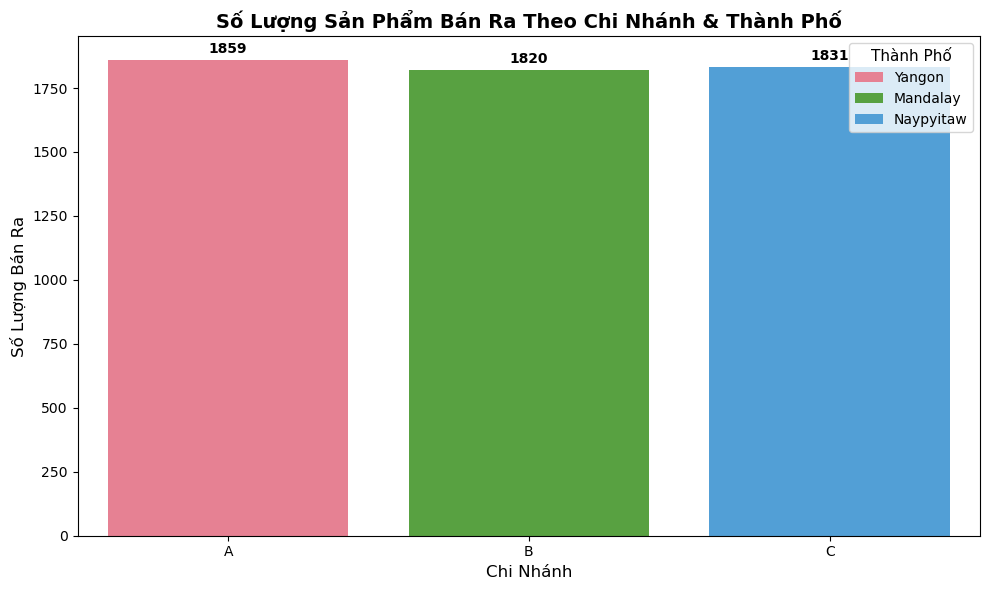 Số Lượng Sản Phẩm Bán Ra Theo Chi Nhánh & Thành Phố
1859
1820
1831
Thành Phố
Yangon
Mandalay
Naypyitaw
Số Lượng Bán Ra
1750
1500
1250
1000
750
500
250
0
A
B
C
Chi Nhánh